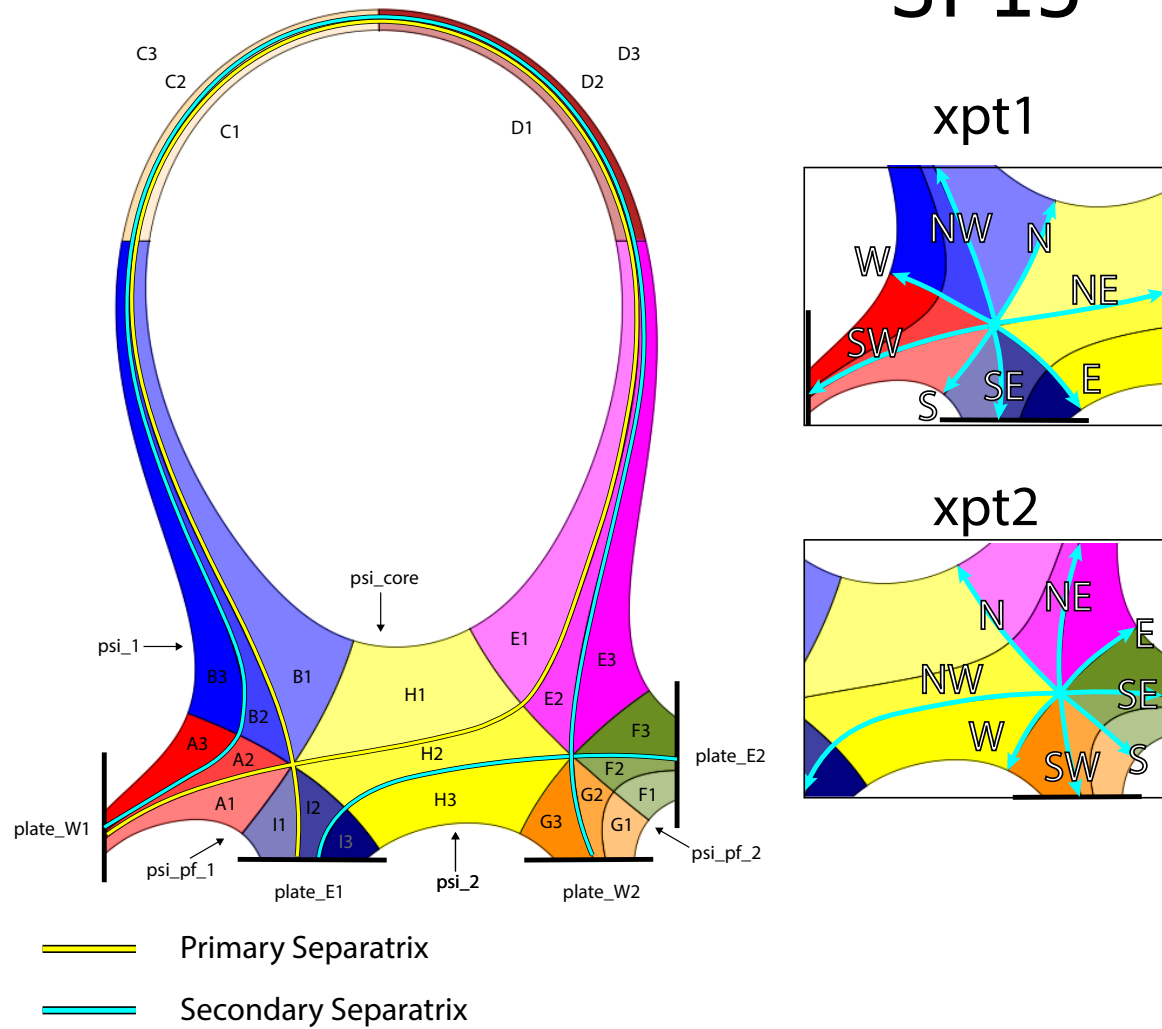 SF15
C3
D3
C2
D2
C1
D1
psi_core
psi_1
E1
B3
B1
E3
H1
B2
E2
A3
A2
H2
F3
plate_E2
F2
A1
I2
H3
G2
F1
plate_W1
I1
G3
G1
I3
psi_pf_1
psi_2
psi_pf_2
plate_E1
plate_W2
Primary Separatrix
Secondary Separatrix
xpt1
NW
N
W
NE
SW
SE
E
S
xpt2
N
NE
E
NW
SE
W
SW
S